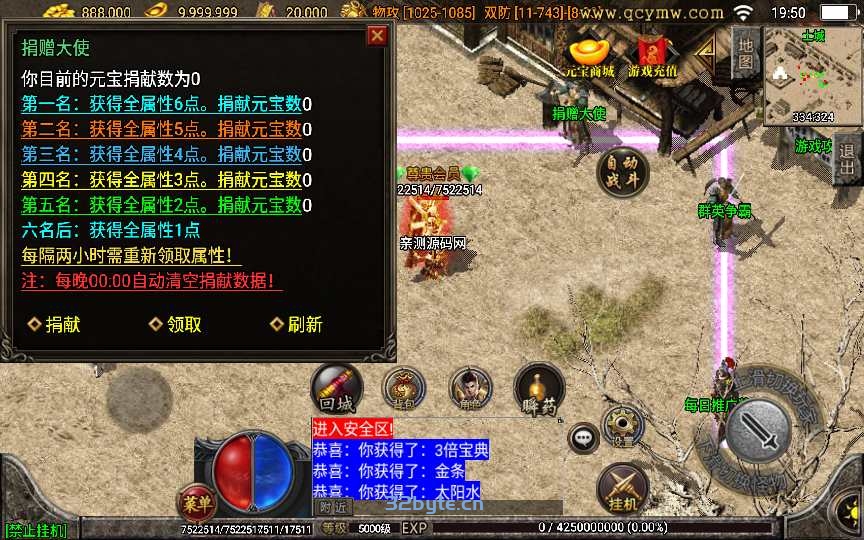 888.000
9.999.999
20.000
物攻 [1025-1085] 双防 [11-743]-[8
www.qcymw.com
19:50
捐赠大使
你目前的元宝捐献数为0
第一名：获得全属性6点。捐献元宝数0
第二名：获得全属性5点。捐献元宝数0
第三名：获得全属性4点。捐献元宝数0
第四名：获得全属性3点。捐献元宝数0
第五名：获得全属性2点。捐献元宝数0
六名后：获得全属性1点
每隔两小时需重新领取属性！
注：每晚00:00自动清空捐献数据！
捐献
领取
刷新
元宝商城
游戏充值
地图
土城
334:324
捐赠大使
游戏攻
退出
自动战斗
尊贵会员
22514/7522514
亲测源码网
群英争霸
每日推广
回城
背包
角色
瞬药
进入安全区!
恭喜：你获得了：3倍宝典
恭喜：你获得了：金条
恭喜：你获得了：太阳水
设置
挂机
菜单
附近
32byte.cn
[禁止挂机]
7522514/7522517511/17511
等级
5000级
EXP
0 / 4250000000 (0.00%)